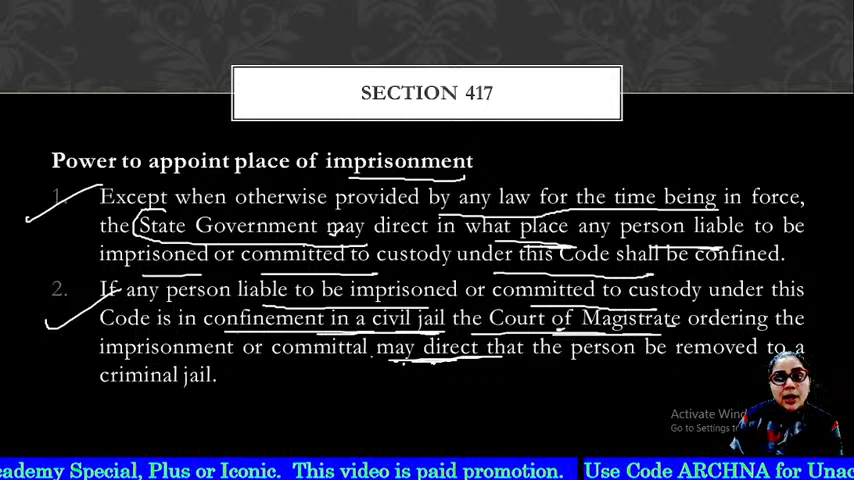 SECTION 417
Power to appoint place of imprisonment
1. Except when otherwise provided by any law for the time being in force,
the State Government may direct in what place any person liable to be
imprisoned or committed to custody under this Code shall be confined.
2. If any person liable to be imprisoned or committed to custody under this
Code is in confinement in a civil jail the Court of Magistrate ordering the
imprisonment or committal may direct that the person be removed to a
criminal jail.
Activate Wind
Go to Settings t
cademy Special, Plus or Iconic. This video is paid promotion. Use Code ARCHNA for Unac